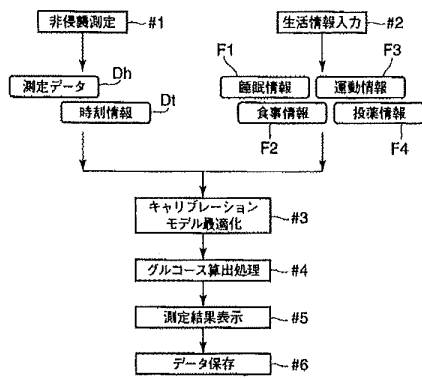 非侵襲測定 #1
生活情報入力 #2
Dh
測定データ
Dt
時刻情報
F1
F3
睡眠情報
運動情報
食事情報
投薬情報
F2
F4
キャリブレーション
モデル最適化 #3
グルコース算出処理 #4
測定結果表示 #5
データ保存 #6